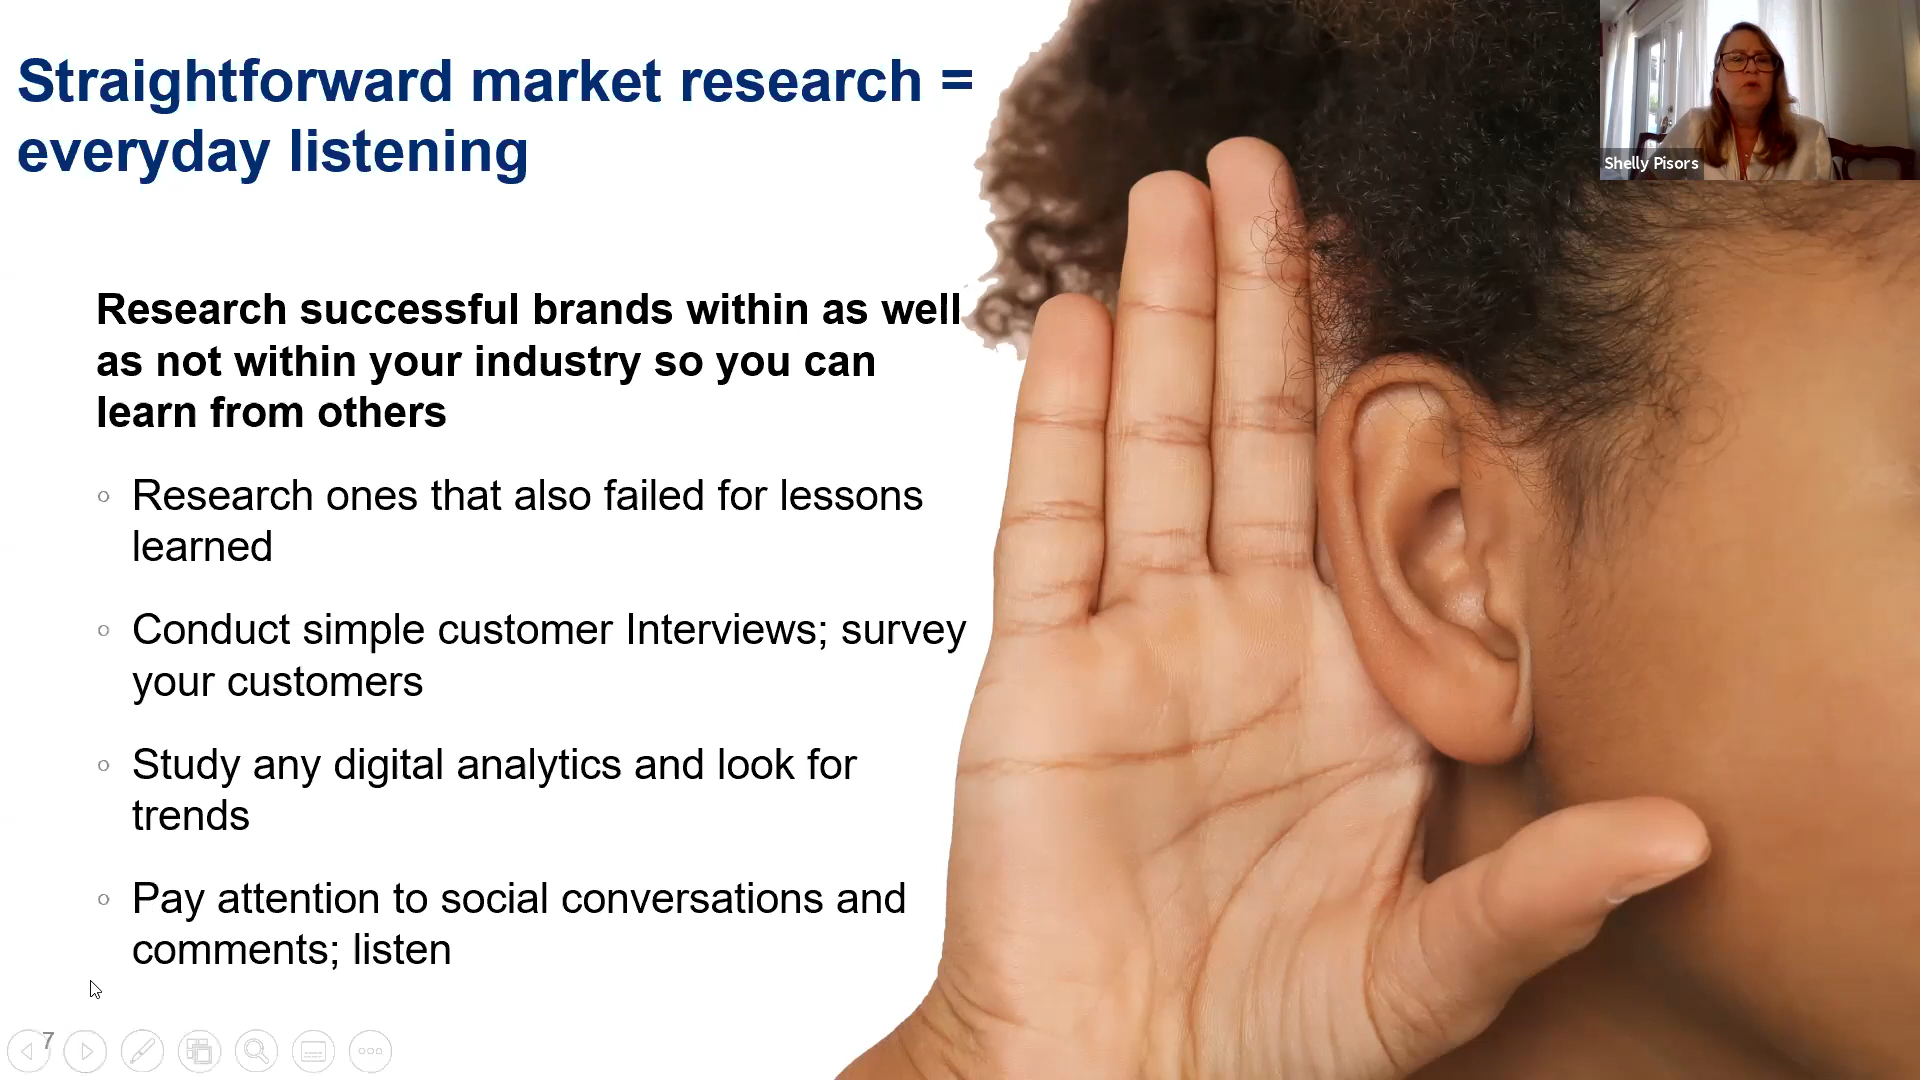 Straightforward market research =
everyday listening
Shelly Pisors
Research successful brands within as well
as not within your industry so you can
learn from others
Research ones that also failed for lessons
learned
Conduct simple customer Interviews; survey
your customers
Study any digital analytics and look for
trends
Pay attention to social conversations and
comments; listen
7